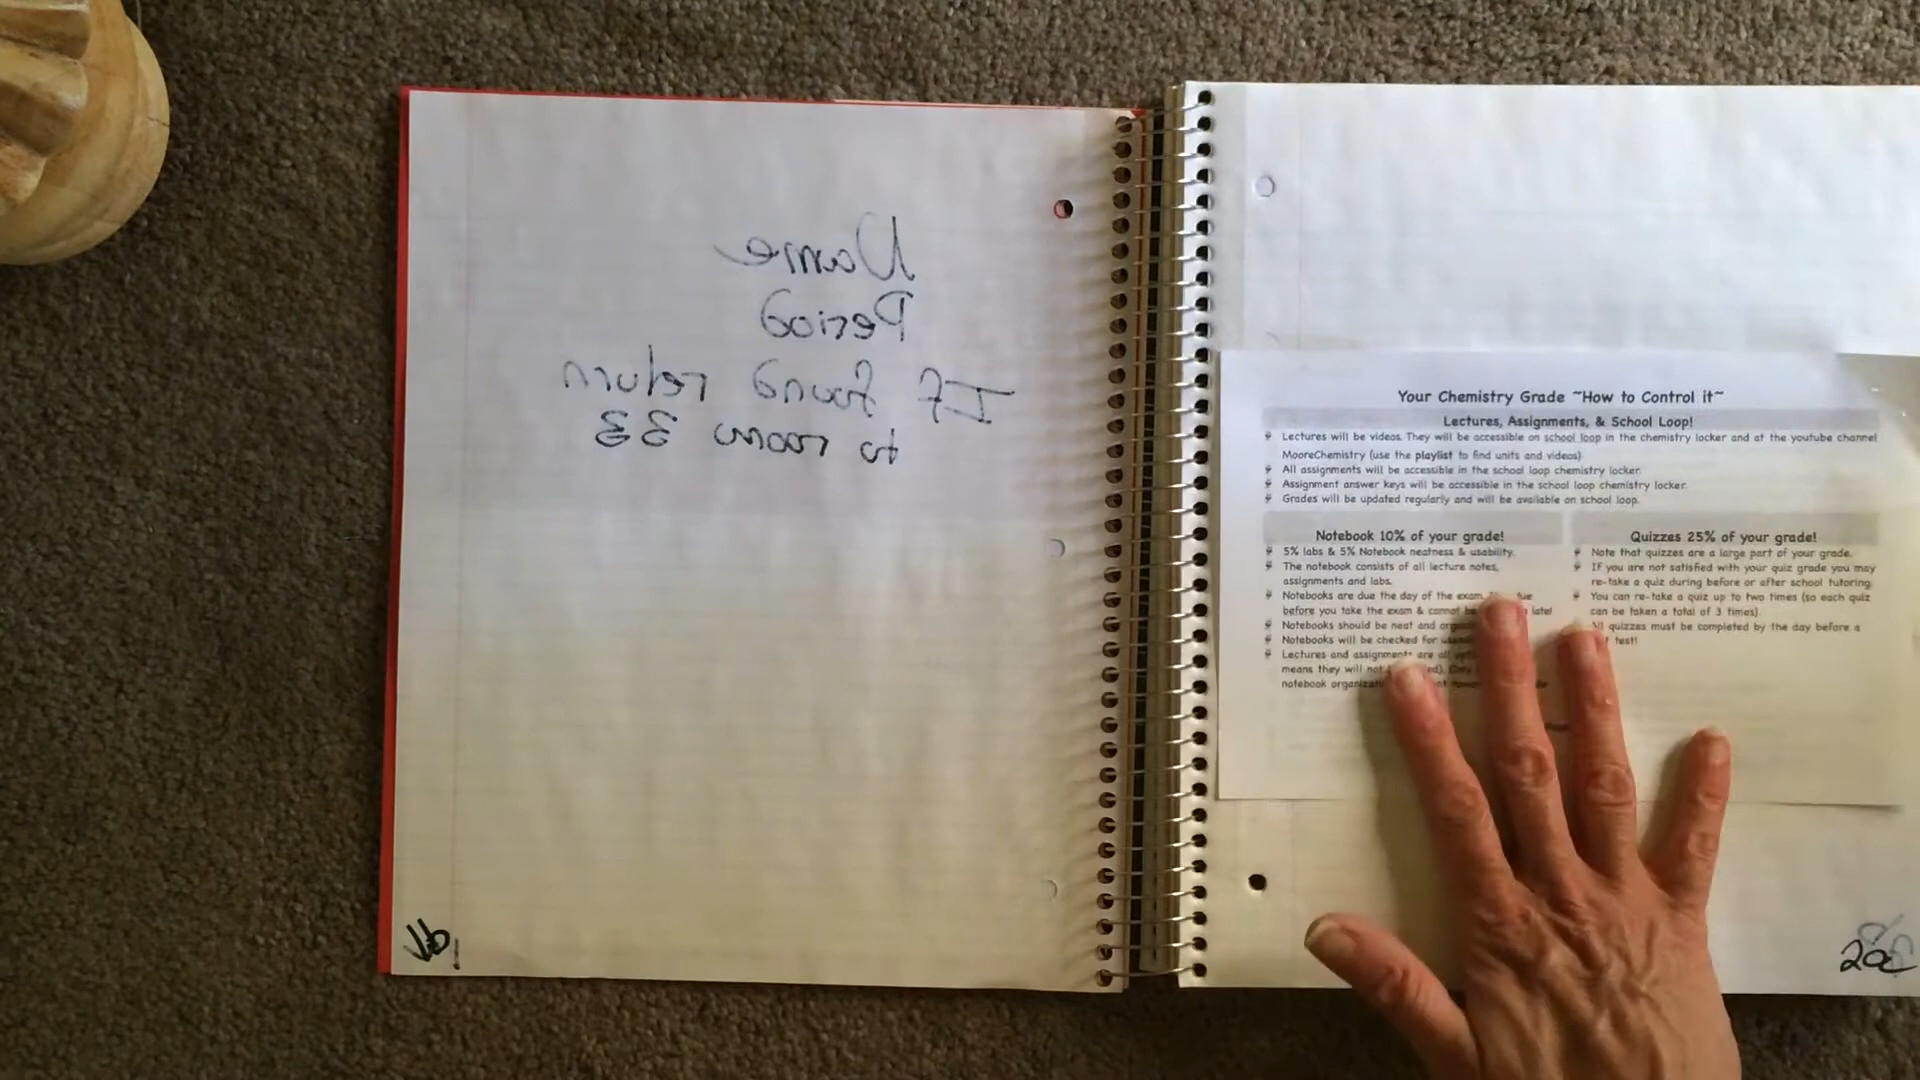 Name
Period
If found return
to room 33
1b
Your Chemistry Grade ~How to Control it~
Lectures, Assignments, & School Loop!
Lectures will be videos. They will be accessible on school loop in the chemistry locker and at the youtube channel
MooreChemistry (use the playlist to find units and videos)
All assignments will be accessible in the school loop chemistry locker.
Assignment answer keys will be accessible in the school loop chemistry locker.
Grades will be updated regularly and will be available on school loop.
Notebook 10% of your grade!
5% labs & 5% Notebook neatness & usability.
The notebook consists of all lecture notes,
assignments and labs.
Notebooks are due the day of the exam
before you take the exam & cannot be late!
Notebooks should be neat and
Notebooks will be checked for
Lectures and assignments are all
means they will not
notebook
Quizzes 25% of your grade!
Note that quizzes are a large part of your grade.
If you are not satisfied with your quiz grade you may
re-take a quiz during before or after school tutoring.
You can re-take a quiz up to two times (so each quiz
can be taken a total of 3 times).
All quizzes must be completed by the day before a
test!
2a